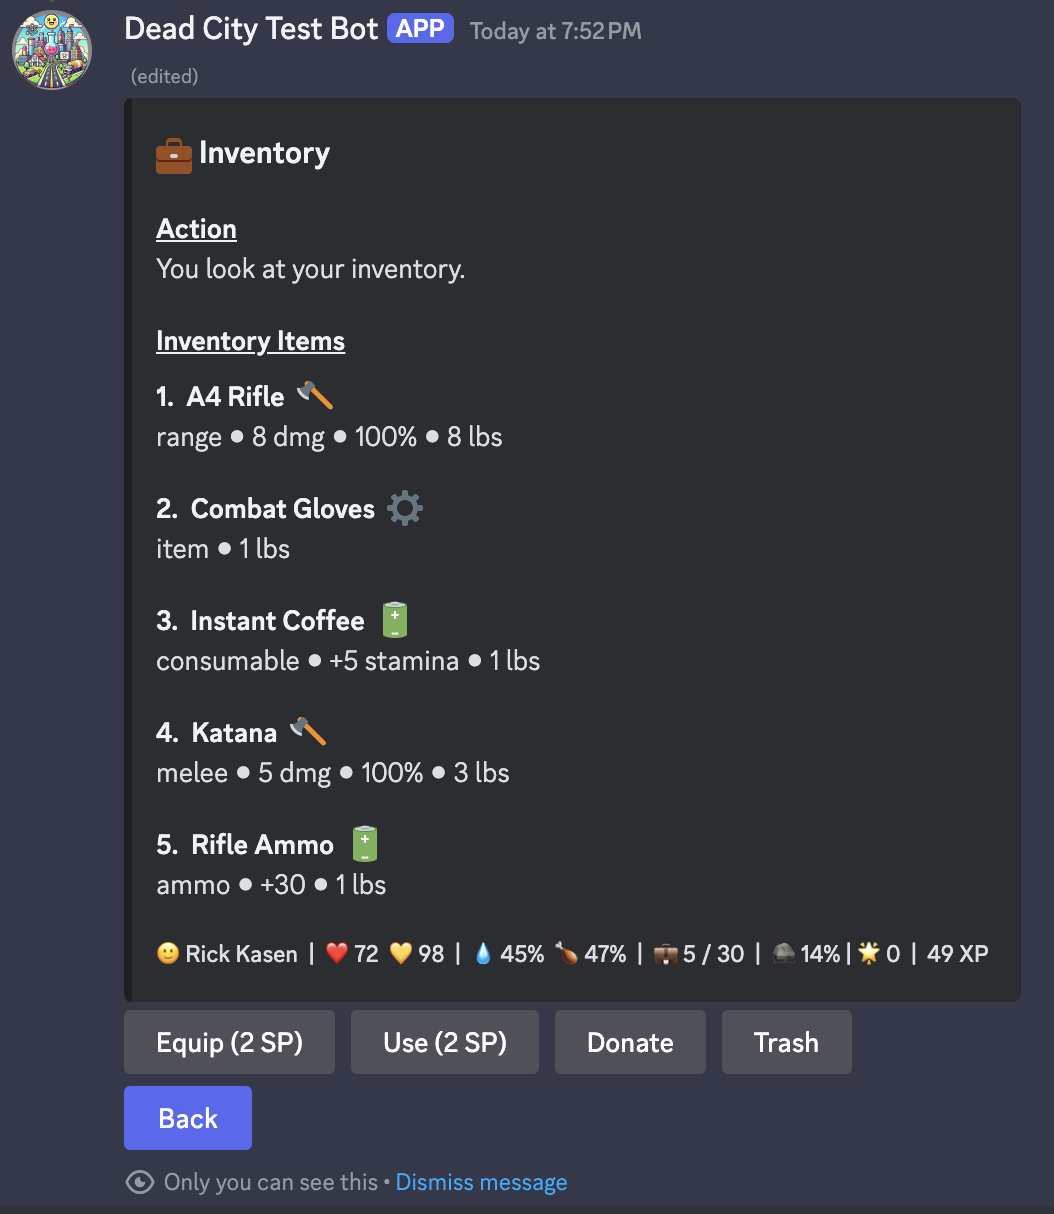 Dead City Test Bot APP Today at 7:52 PM
(edited)
Inventory
Action
You look at your inventory.
Inventory Items
1. A4 Rifle
range ● 8 dmg ● 100% ● 8 lbs
2. Combat Gloves
item ● 1 lbs
3. Instant Coffee
consumable ● +5 stamina ● 1 lbs
4. Katana
melee ● 5 dmg ● 100% ● 3 lbs
5. Rifle Ammo
ammo ● +30 ● 1 lbs
Rick Kasen | 72 98 | 45% 47% | 5 / 30 | 14% | 0 | 49 XP
Equip (2 SP) Use (2 SP) Donate Trash
Back
Only you can see this • Dismiss message